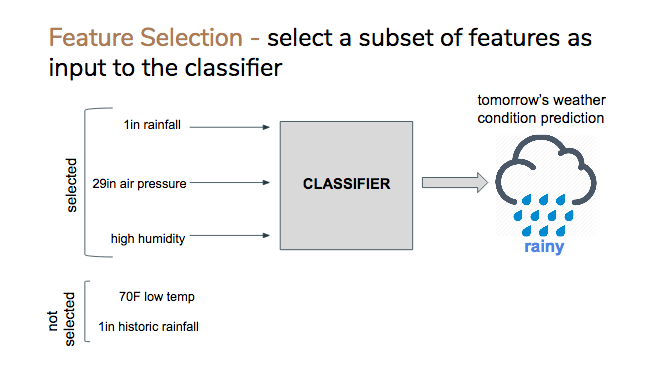 Feature Selection - select a subset of features as
input to the classifier
selected
1in rainfall
29in air pressure
high humidity
CLASSIFIER
tomorrow's weather
condition prediction
rainy
not
selected
70F low temp
1in historic rainfall